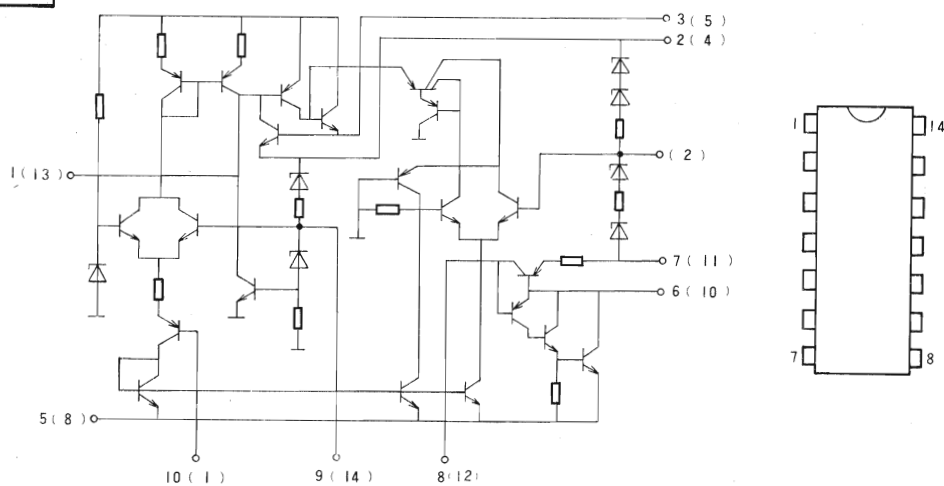 3 ( 5 )
2 ( 4 )
( 2 )
1 ( 13 )
7 ( 11 )
6 ( 10 )
5 ( 8 )
10 ( 1 )
9 ( 14 )
8 ( 12 )
1
14
7
8